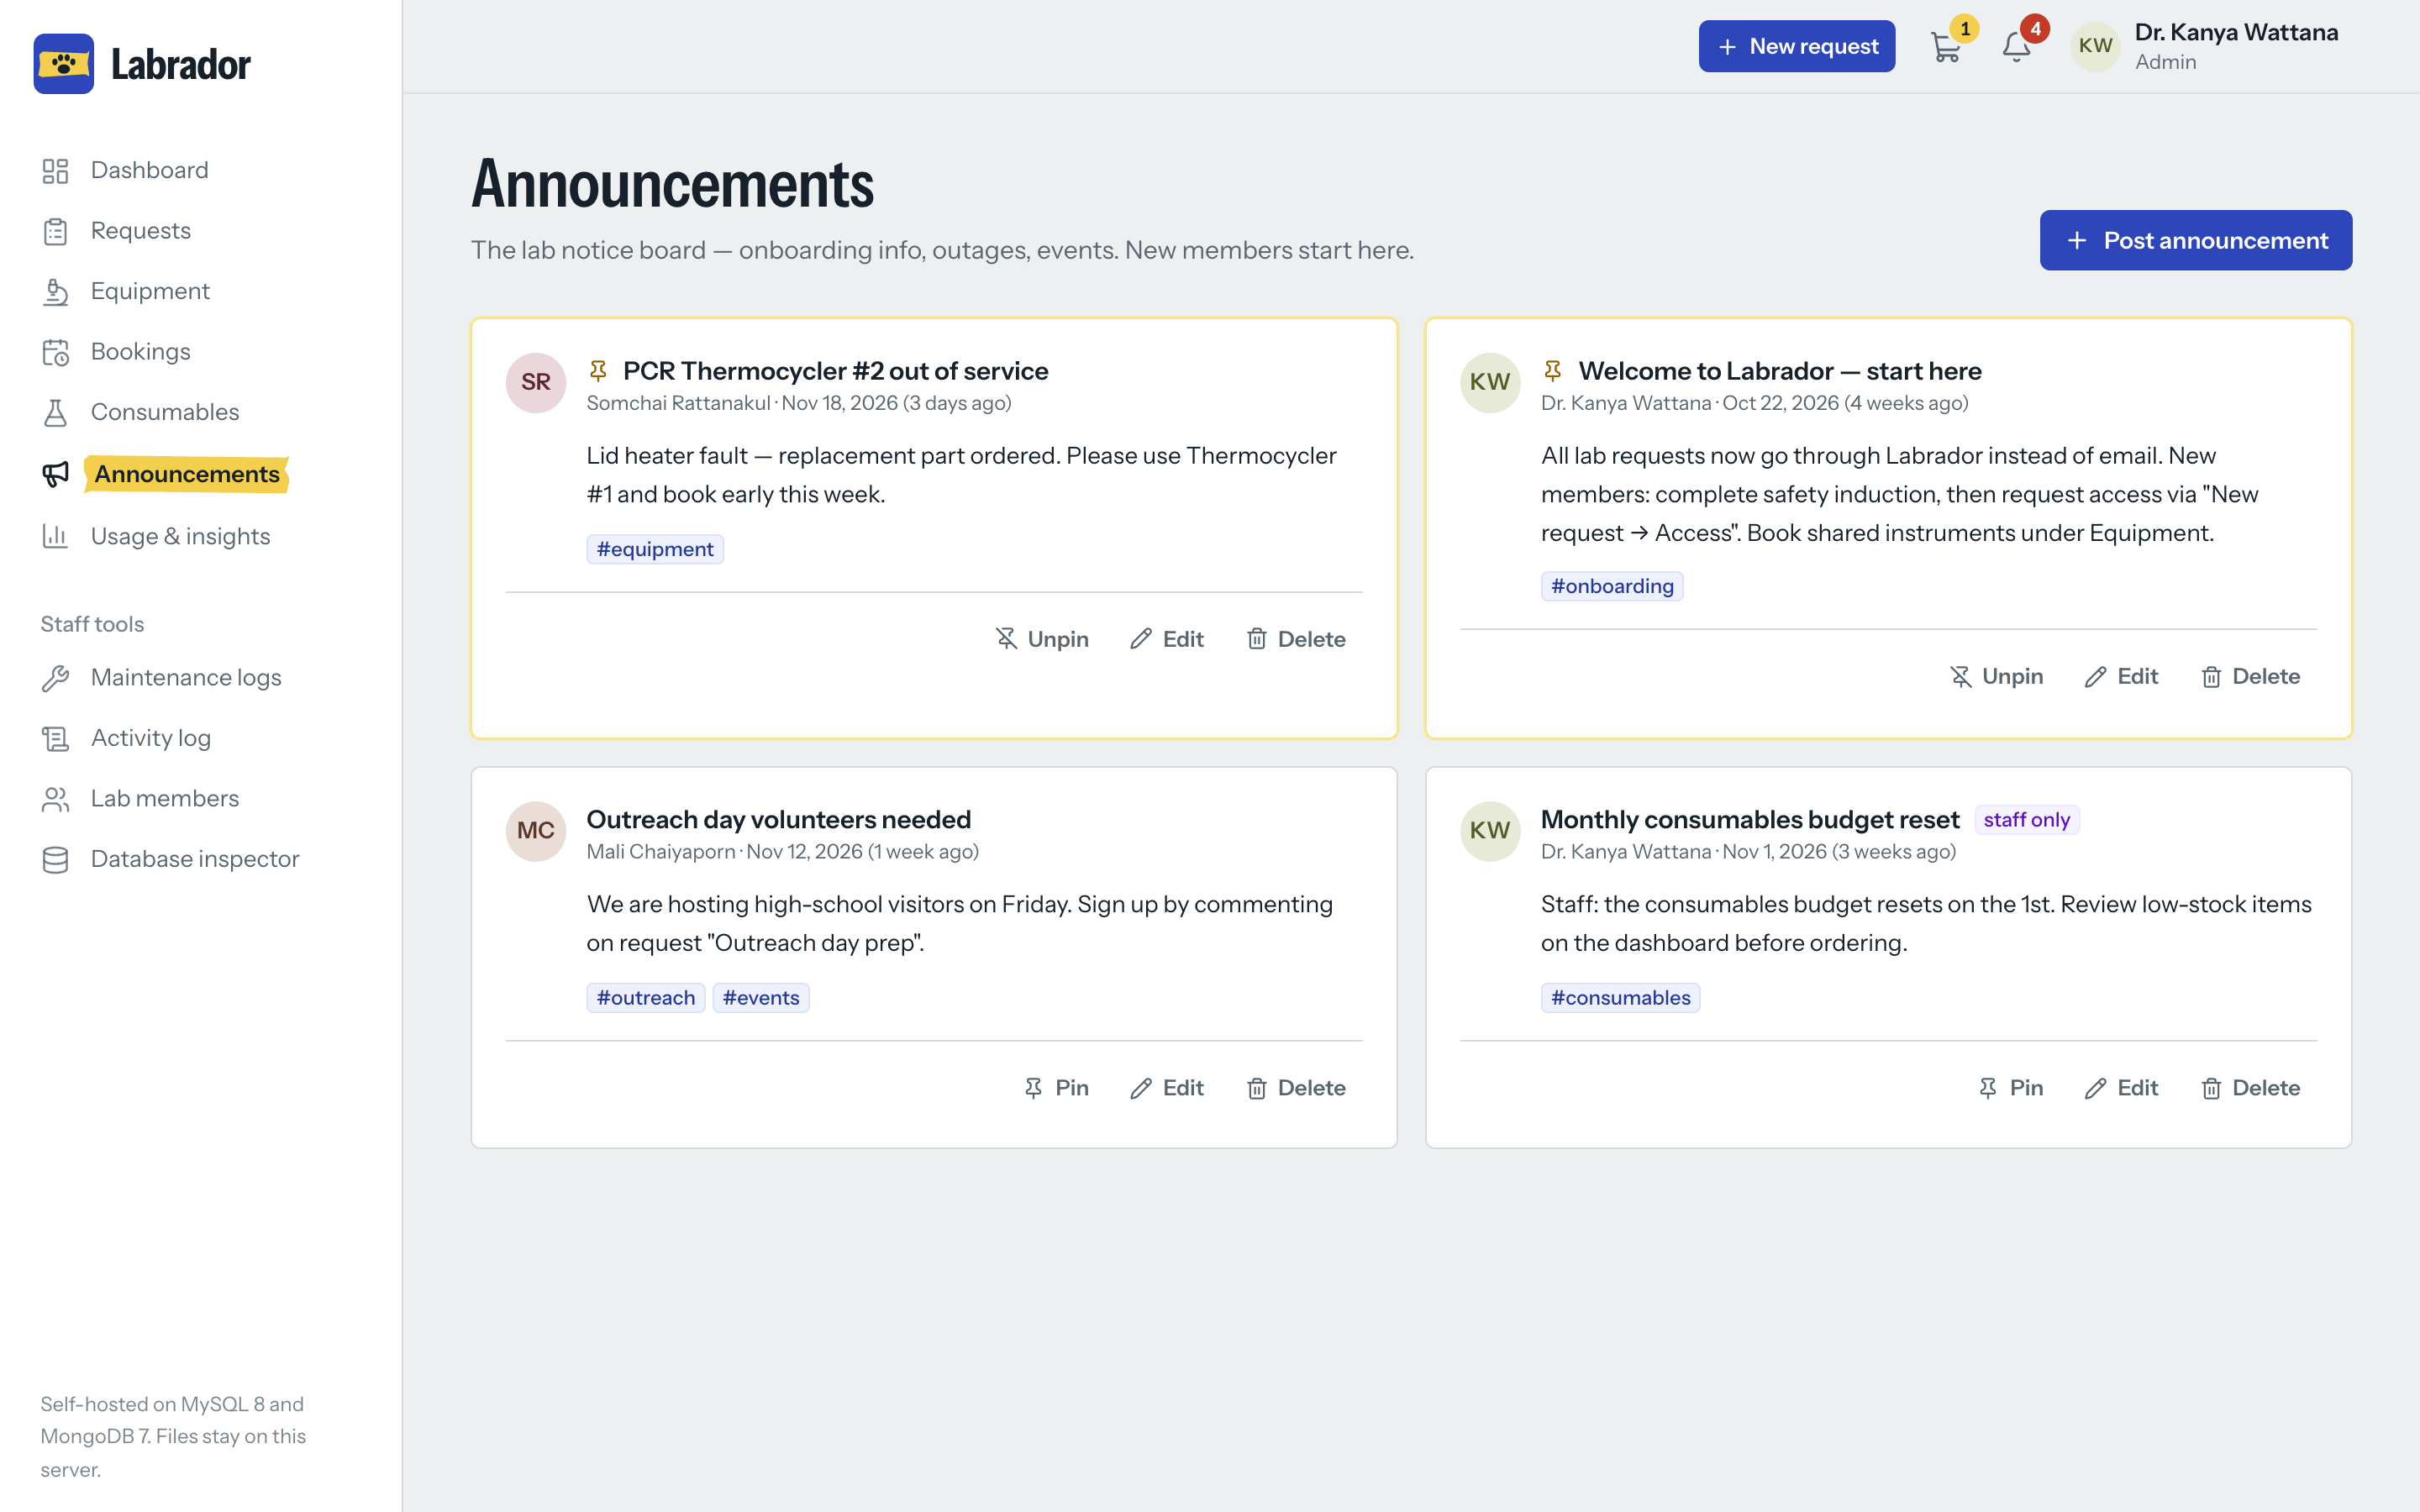 Labrador
Dashboard
Requests
Equipment
Bookings
Consumables
Announcements
Usage & insights
Staff tools
Maintenance logs
Activity log
Lab members
Database inspector
Self-hosted on MySQL 8 and
MongoDB 7. Files stay on this
server.
New request
1
4
KW
Dr. Kanya Wattana
Admin
Announcements
The lab notice board — onboarding info, outages, events. New members start here.
Post announcement
SR
PCR Thermocycler #2 out of service
Somchai Rattanakul · Nov 18, 2026 (3 days ago)
Lid heater fault — replacement part ordered. Please use Thermocycler
#1 and book early this week.
#equipment
Unpin Edit Delete
KW
Welcome to Labrador — start here
Dr. Kanya Wattana · Oct 22, 2026 (4 weeks ago)
All lab requests now go through Labrador instead of email. New
members: complete safety induction, then request access via "New
request → Access". Book shared instruments under Equipment.
#onboarding
Unpin Edit Delete
MC
Outreach day volunteers needed
Mali Chaiyaporn · Nov 12, 2026 (1 week ago)
We are hosting high-school visitors on Friday. Sign up by commenting
on request "Outreach day prep".
#outreach #events
Pin Edit Delete
KW
Monthly consumables budget reset staff only
Dr. Kanya Wattana · Nov 1, 2026 (3 weeks ago)
Staff: the consumables budget resets on the 1st. Review low-stock items
on the dashboard before ordering.
#consumables
Pin Edit Delete